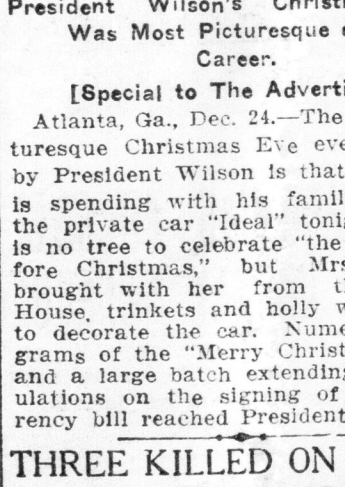 President Wilson's Christ
Was Most Picturesque
Career.
[Special to The Adverti
Atlanta, Ga., Dec. 24.—The
turesque Christmas Eve eve
by President Wilson is that
is spending with his famil
the private car "Ideal" toni
is no tree to celebrate "the
fore Christmas," but Mrs
brought with her from t
House, trinkets and holly w
to decorate the car. Nume
grams of the "Merry Christ
and a large batch extending
ulations on the signing of
rency bill reached President
THREE KILLED ON